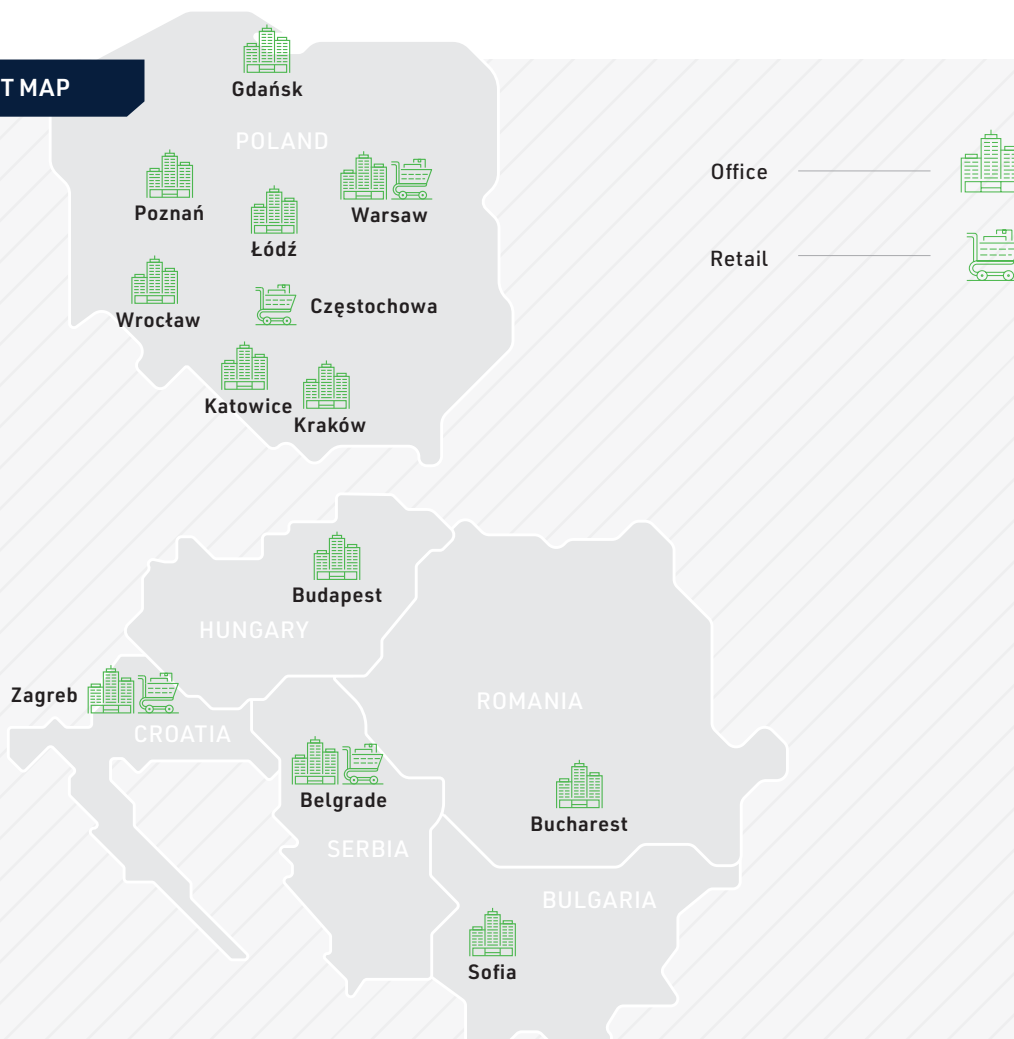 T MAP
Gdańsk
POLAND
Poznań
Warsaw
Łódź
Wrocław
Częstochowa
Katowice
Kraków
Office
Retail
Budapest
HUNGARY
Zagreb
CROATIA
ROMANIA
Belgrade
SERBIA
Bucharest
BULGARIA
Sofia